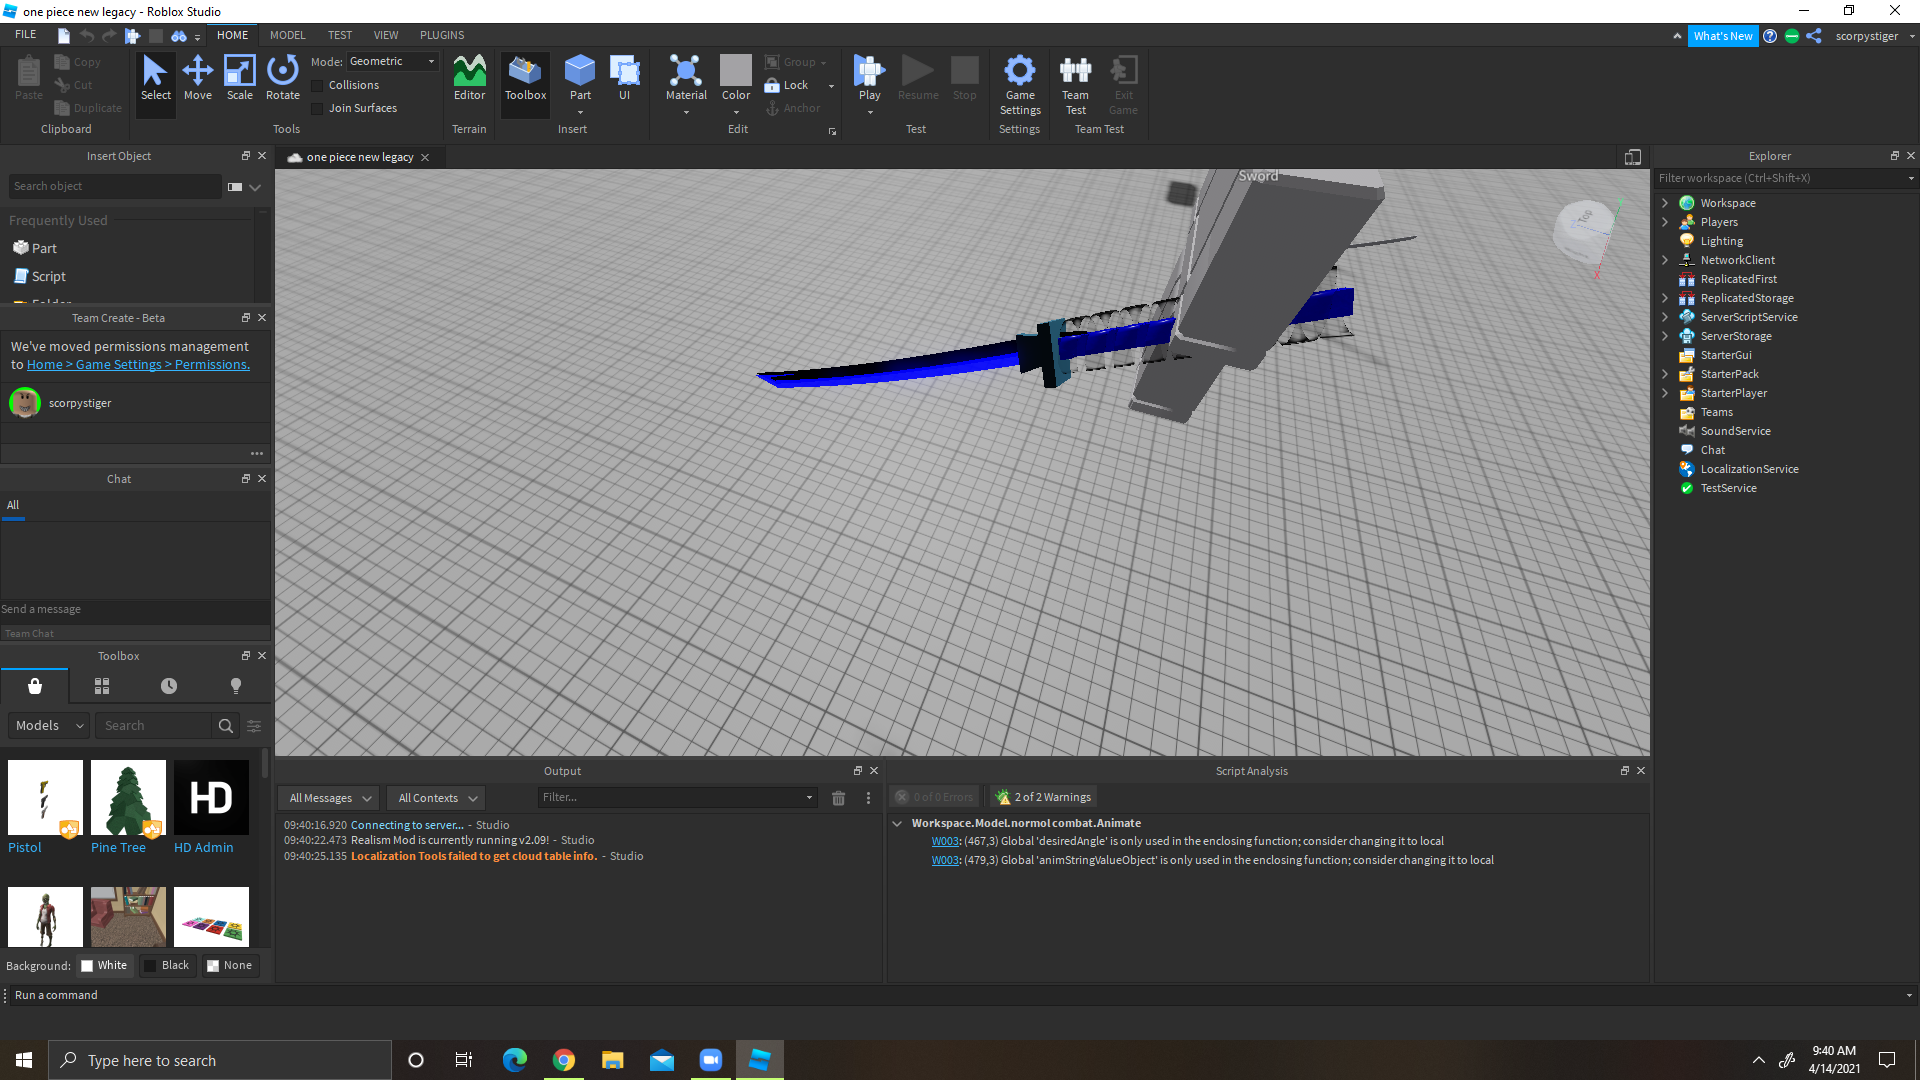 one piece new legacy - Roblox Studio
FILE HOME MODEL TEST VIEW PLUGINS What's New scorpystiger
Paste Copy Cut Duplicate Clipboard
Select Move Scale Rotate Mode: Geometric Collisions Join Surfaces Tools
Editor Terrain
Toolbox Part UI Insert
Material Color Group Lock Anchor Edit
Play Resume Stop Test
Game Settings Settings
Team Test Exit Game Team Test
Insert Object
Search object
Frequently Used
Part
Script
Folder
Team Create - Beta
We've moved permissions management
to Home > Game Settings > Permissions.
scorpystiger
Chat
All
Send a message
Team Chat
Toolbox
Models Search
Pistol Pine Tree HD Admin
HD
Background: White Black None
Run a command
one piece new legacy
Sword
Top
Y
X
Output
All Messages All Contexts Filter...
09:40:16.920 Connecting to server... - Studio
09:40:22.473 Realism Mod is currently running v2.09! - Studio
09:40:25.135 Localization Tools failed to get cloud table info. - Studio
Script Analysis
0 of 0 Errors 2 of 2 Warnings
Workspace.Model.normol combat.Animate
W003: (467,3) Global 'desiredAngle' is only used in the enclosing function; consider changing it to local
W003: (479,3) Global 'animStringValueObject' is only used in the enclosing function; consider changing it to local
Explorer
Filter workspace (Ctrl+Shift+X)
Workspace
Players
Lighting
NetworkClient
ReplicatedFirst
ReplicatedStorage
ServerScriptService
ServerStorage
StarterGui
StarterPack
StarterPlayer
Teams
SoundService
Chat
LocalizationService
TestService
Type here to search
9:40 AM
4/14/2021